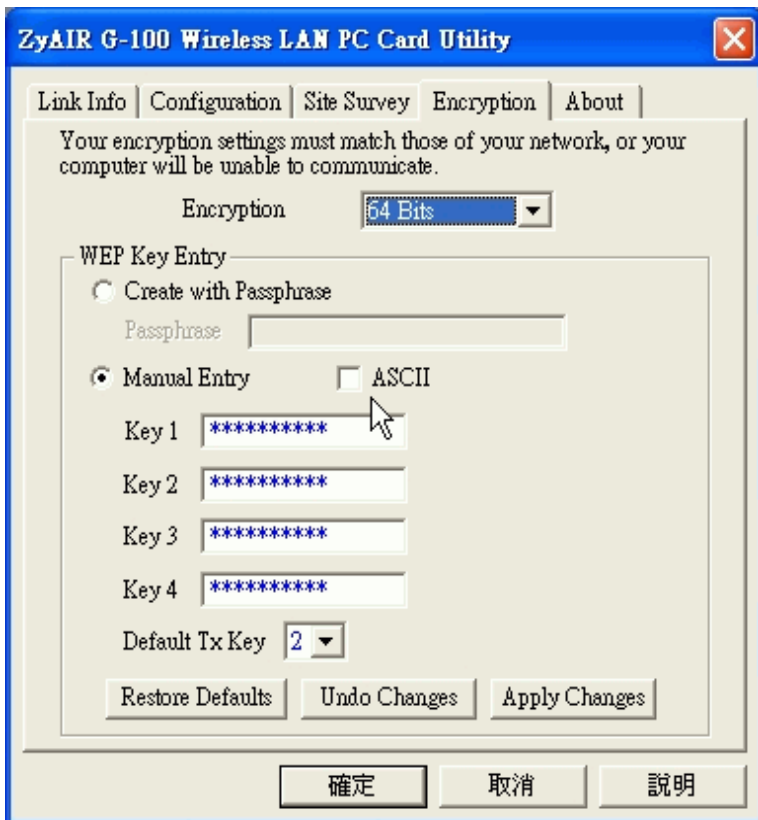 ZyAIR G-100 Wireless LAN PC Card Utility
Link Info Configuration Site Survey Encryption About
Your encryption settings must match those of your network, or your
computer will be unable to communicate.
Encryption 64 Bits
WEP Key Entry
Create with Passphrase
Passphrase
Manual Entry ASCII
Key 1 **********
Key 2 **********
Key 3 **********
Key 4 **********
Default Tx Key 2
Restore Defaults Undo Changes Apply Changes
確定 取消 説明